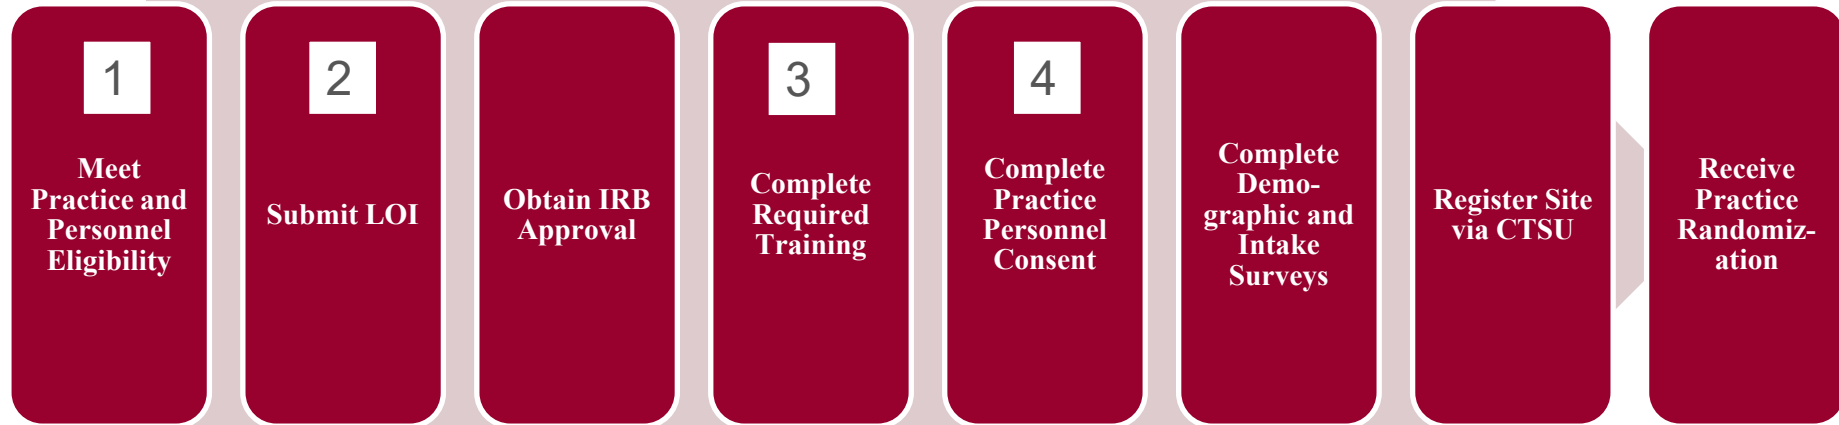 1
Meet
Practice and
Personnel
Eligibility
2
Submit LOI
Obtain IRB
Approval
3
Complete
Required
Training
4
Complete
Practice
Personnel
Consent
Complete
Demo-
graphic and
Intake
Surveys
Register Site
via CTSU
Receive
Practice
Randomiz-
ation